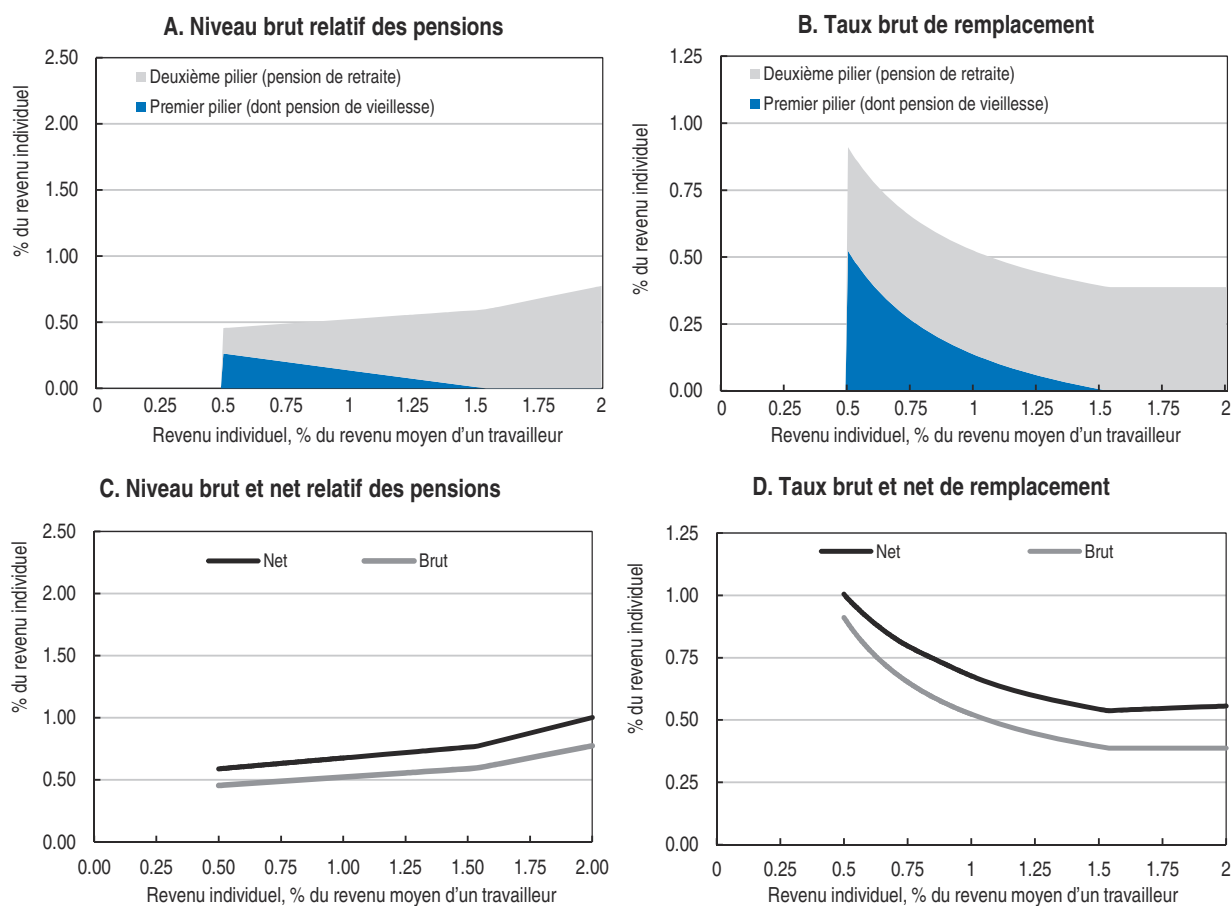 A. Niveau brut relatif des pensions
% du revenu individuel
2.50
2.00
1.50
1.00
0.50
0.00
Deuxième pilier (pension de retraite)
Premier pilier (dont pension de vieillesse)
0 0.25 0.5 0.75 1 1.25 1.5 1.75 2
Revenu individuel, % du revenu moyen d’un travailleur
B. Taux brut de remplacement
% du revenu individuel
1.25
1.00
0.75
0.50
0.25
0.00
Deuxième pilier (pension de retraite)
Premier pilier (dont pension de vieillesse)
0 0.25 0.5 0.75 1 1.25 1.5 1.75 2
Revenu individuel, % du revenu moyen d’un travailleur
C. Niveau brut et net relatif des pensions
% du revenu individuel
2.50
2.00
1.50
1.00
0.50
0.00
Net Brut
0.00 0.25 0.50 0.75 1.00 1.25 1.50 1.75 2.00
Revenu individuel, % du revenu moyen d’un travailleur
D. Taux brut et net de remplacement
% du revenu individuel
1.25
1.00
0.75
0.50
0.25
0.00
Net Brut
0 0.25 0.5 0.75 1 1.25 1.5 1.75 2
Revenu individuel, % du revenu moyen d’un travailleur